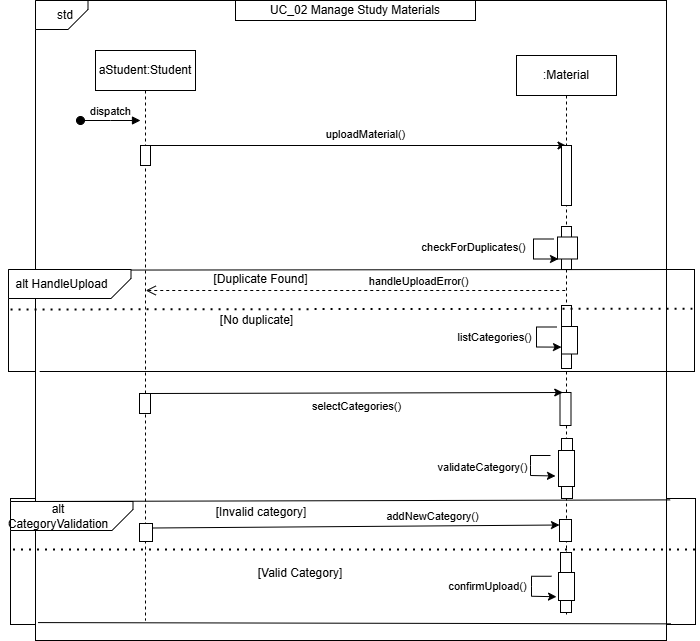 std
UC_02 Manage Study Materials
aStudent:Student
:Material
dispatch
uploadMaterial()
checkForDuplicates()
alt HandleUpload
[Duplicate Found]
handleUploadError()
[No duplicate]
listCategories()
selectCategories()
validateCategory()
alt
CategoryValidation
[Invalid category]
addNewCategory()
[Valid Category]
confirmUpload()